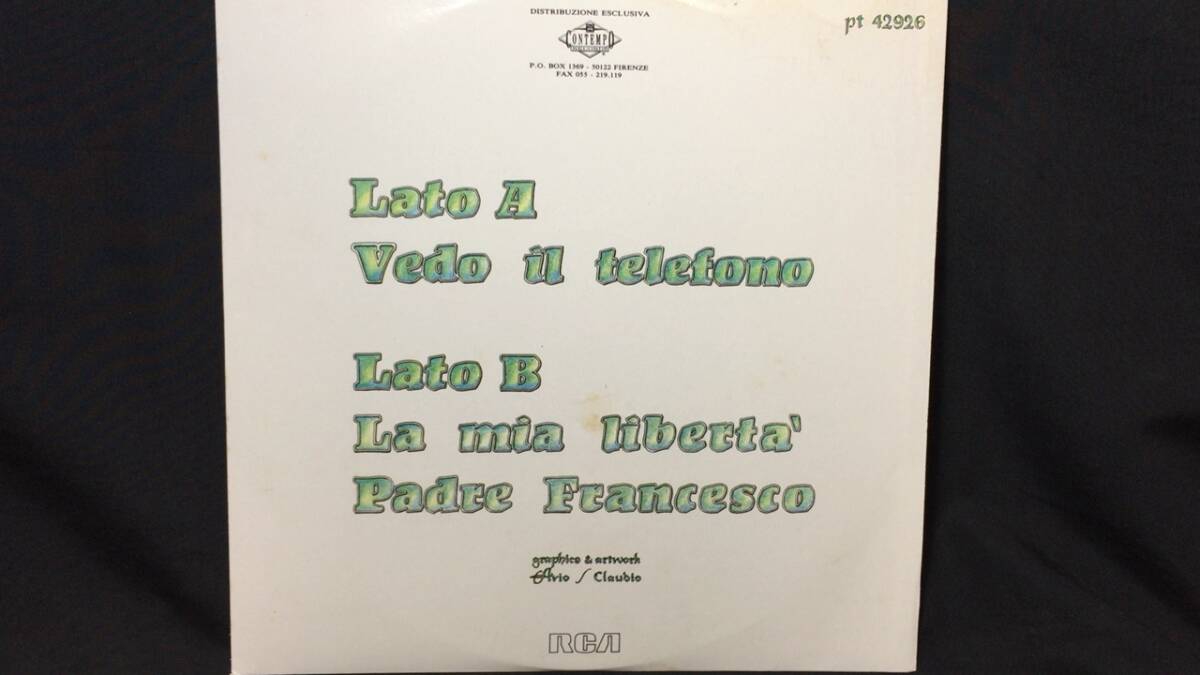 DISTRIBUZIONE ESCLUSIVA
CONTEMPO
P.O. BOX 1369 - 50122 FIRENZE
FAX 055 - 219.119
pt 42926
Lato A
Vedo il telefono
Lato B
La mia liberta'
Padre Francesco
graphics & artwork
Claudio
RCA